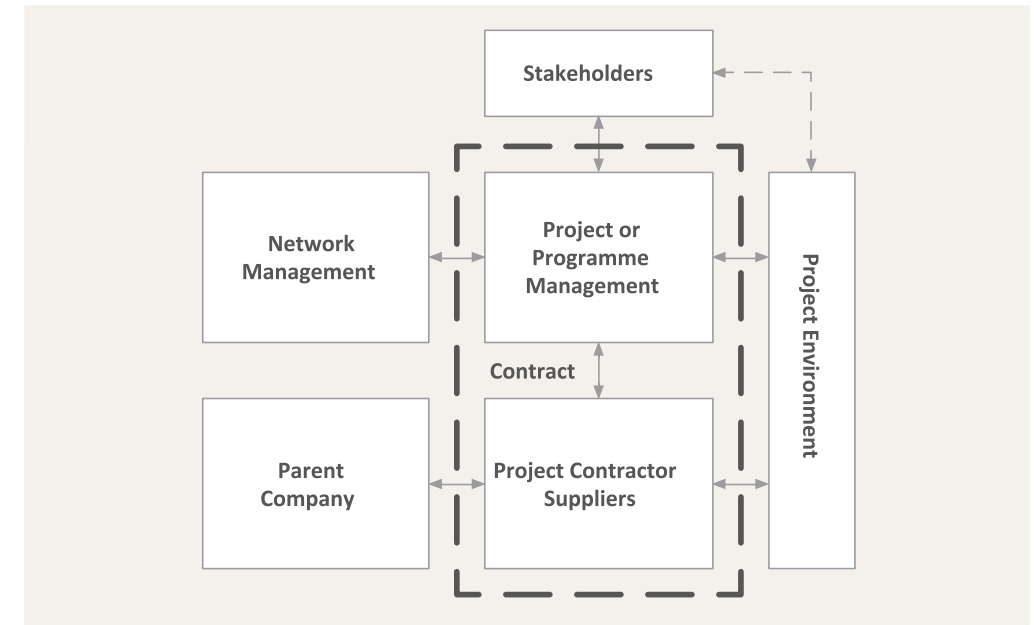 Stakeholders
Network
Management
Project or
Programme
Management
Project Environment
Contract
Parent
Company
Project Contractor
Suppliers